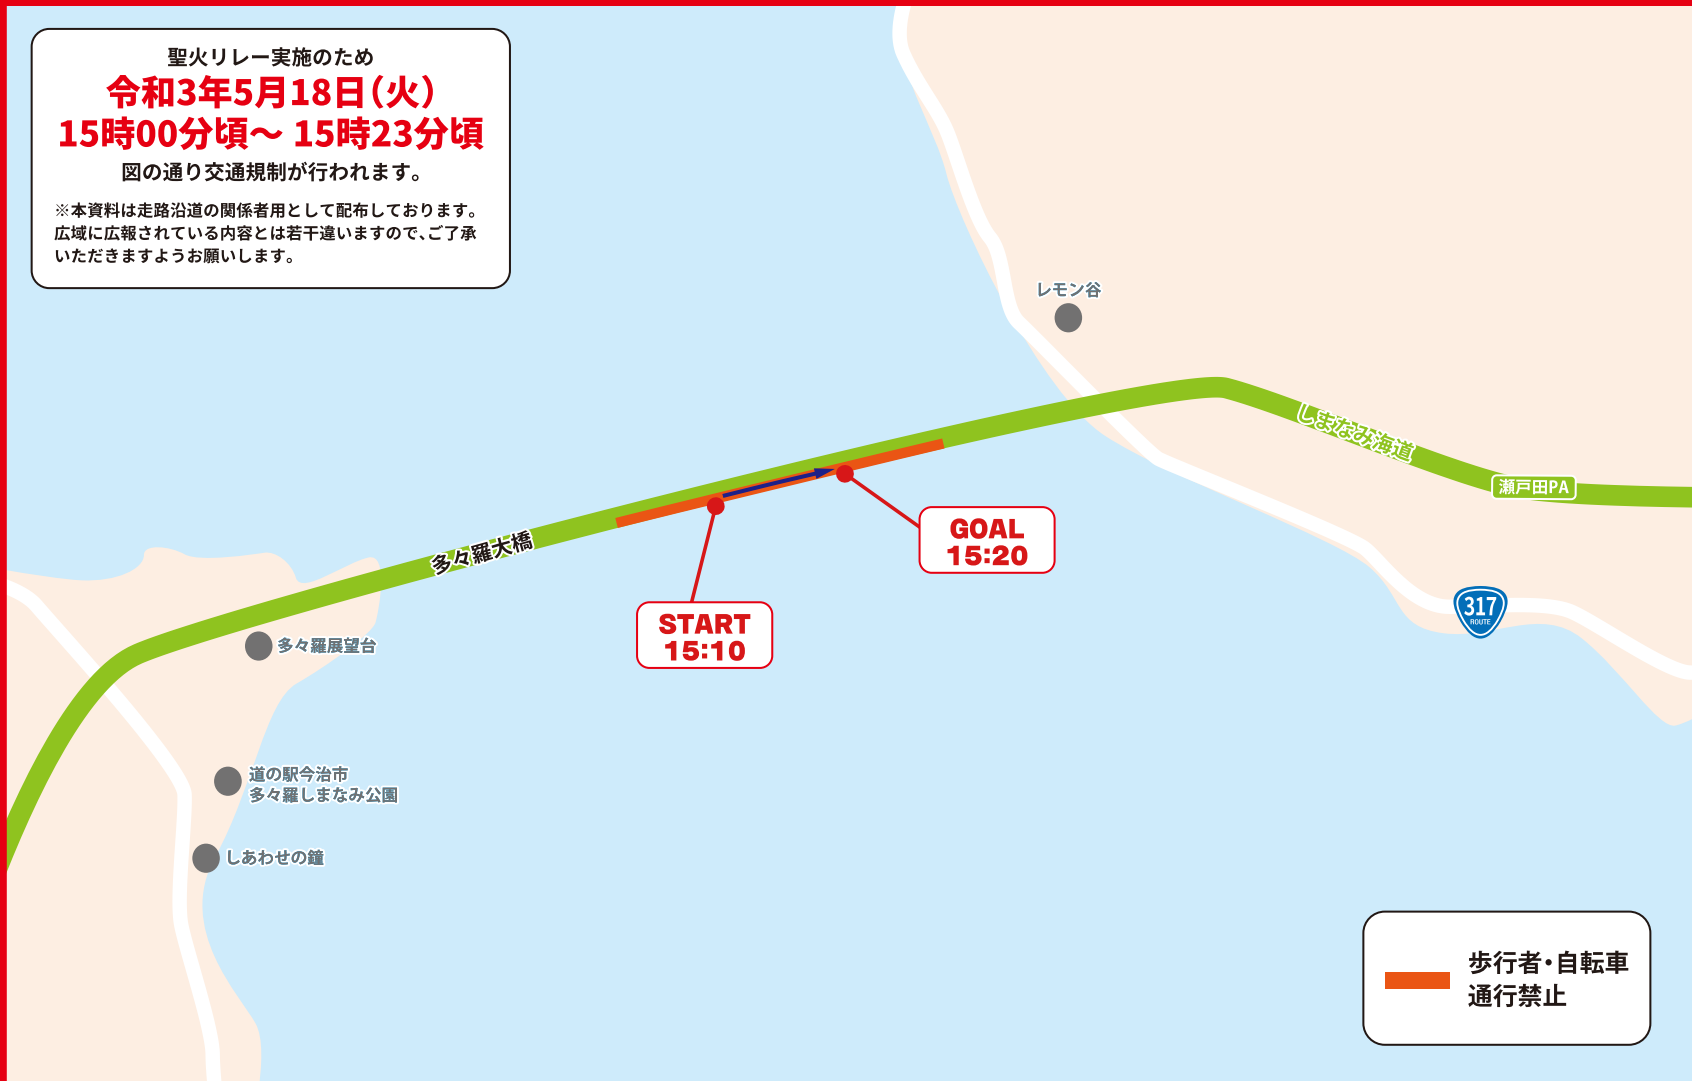 聖火リレー実施のため
令和3年5月18日(火)
15時00分頃〜 15時23分頃
図の通り交通規制が行われます。
※本資料は走路沿道の関係者用として配布しております。
広域に広報されている内容とは若干違いますので、ご了承
いただきますようお願いします。
レモン谷
しまなみ海道
瀬戸田PA
多々羅大橋
GOAL
15:20
START
15:10
317
ROUTE
多々羅展望台
道の駅今治市
多々羅しまなみ公園
しあわせの鐘
歩行者・自転車
通行禁止